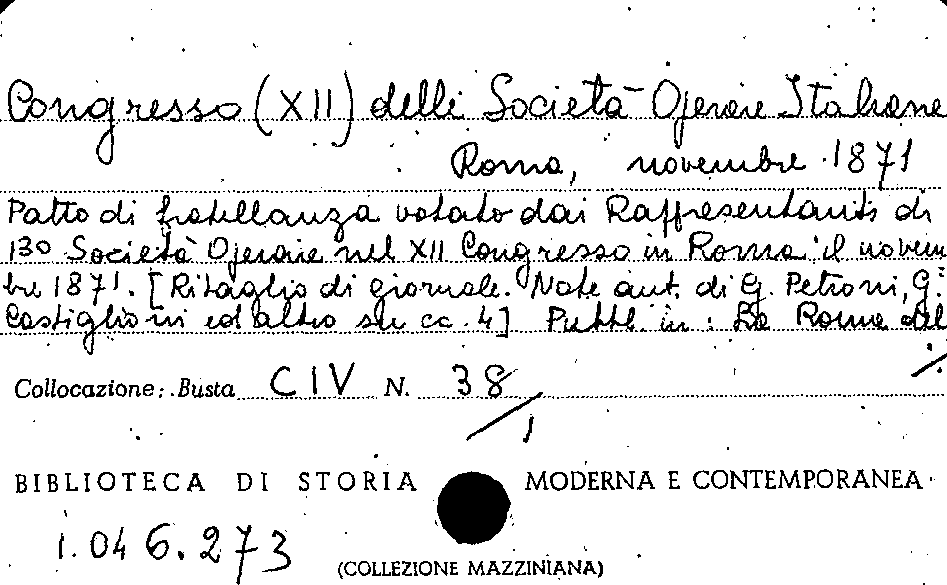 Congresso (XII) delle Società Operaie Italiane
Roma, novembre 1871
Patto di fratellanza votato dai Rappresentanti di
130 Società Operaie nel XII Congresso in Roma il novem
bre 1871. [Ritaglio di giornale. Note aut. di G. Petroni, G.
Castiglioni ed altro su cc. 4] Pubbl. in: La Roma del
./.
Collocazione: Busta CIV N. 38/1
BIBLIOTECA DI STORIA MODERNA E CONTEMPORANEA
1.046.273
(COLLEZIONE MAZZINIANA)